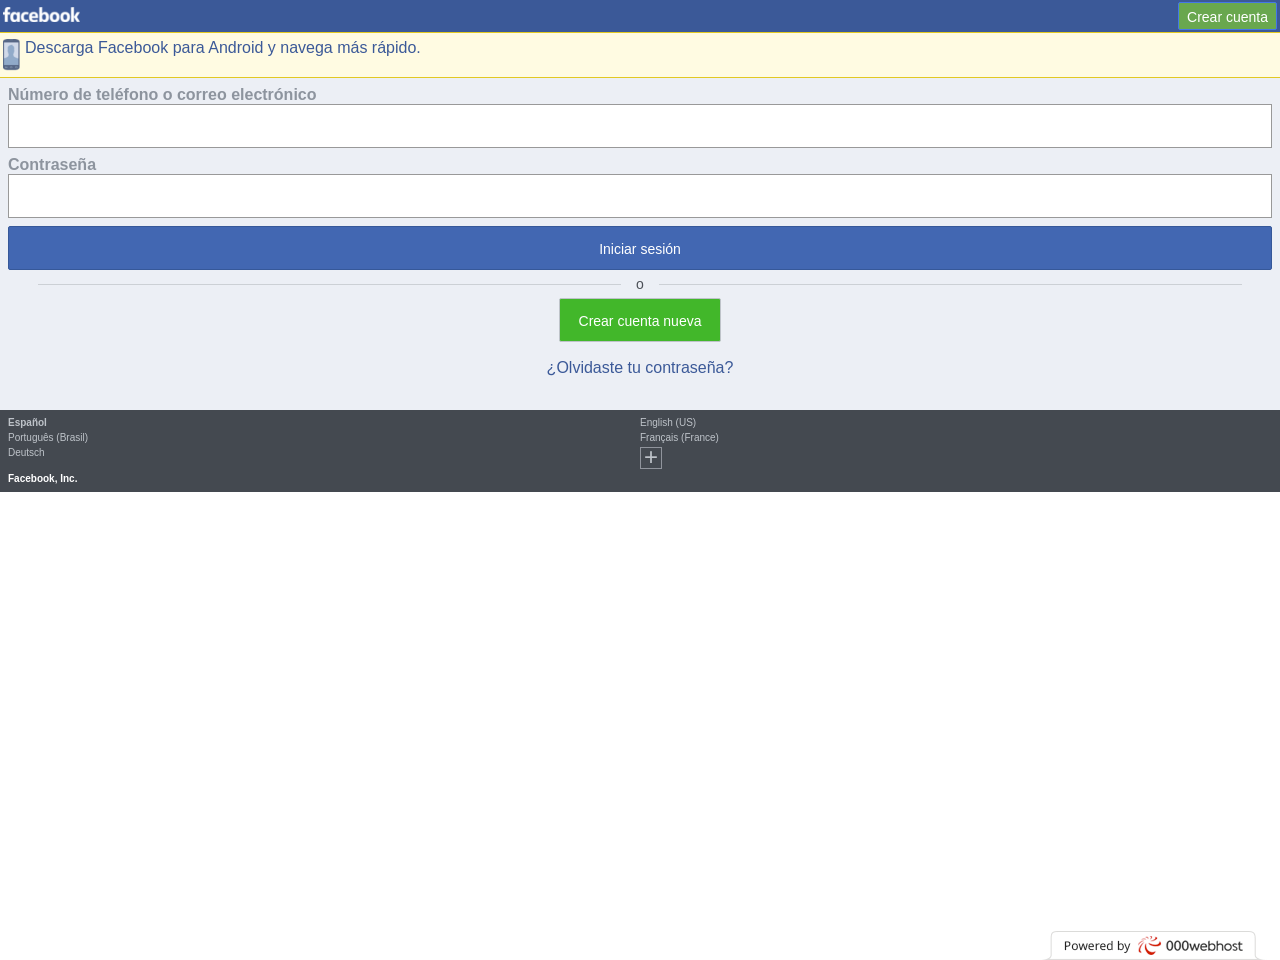 facebook
Crear cuenta
Descarga Facebook para Android y navega más rápido.
Número de teléfono o correo electrónico
Contraseña
Iniciar sesión
o
Crear cuenta nueva
¿Olvidaste tu contraseña?
Español
English (US)
Português (Brasil)
Français (France)
Deutsch
Facebook, Inc.
Powered by 000webhost